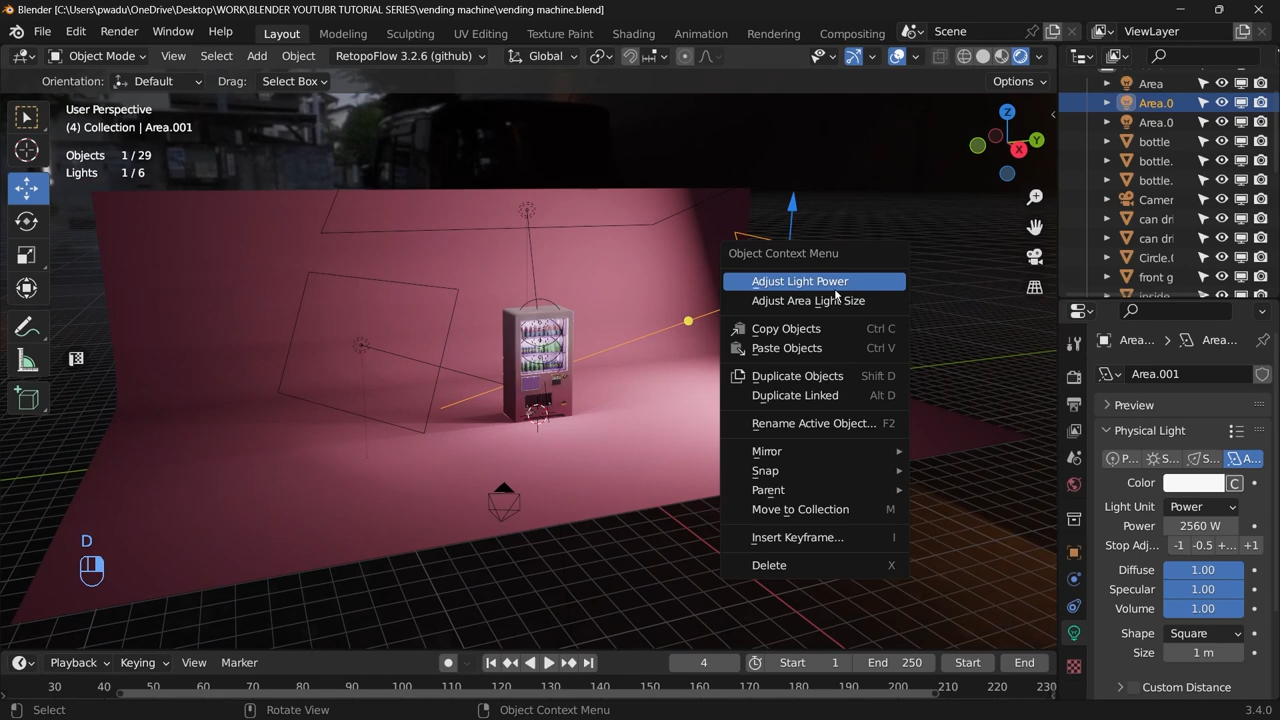 Blender [C:\Users\pwadu\OneDrive\Desktop\WORK\BLENDER YOUTUBR TUTORIAL SERIES\vending machine\vending machine.blend]
File Edit Render Window Help Layout Modeling Sculpting UV Editing Texture Paint Shading Animation Rendering Compositing Scene ViewLayer
Object Mode View Select Add Object RetopoFlow 3.2.6 (github) Global
Orientation: Default Drag: Select Box Options
User Perspective
(4) Collection | Area.001
Objects 1 / 29
Lights 1 / 6
Z
Y
X
Object Context Menu
Adjust Light Power
Adjust Area Light Size
Copy Objects Ctrl C
Paste Objects Ctrl V
Duplicate Objects Shift D
Duplicate Linked Alt D
Rename Active Object... F2
Mirror
Snap
Parent
Move to Collection M
Insert Keyframe... I
Delete X
D
Area
Area.0
Area.0
bottle
bottle.
bottle.
Camer
can dr
can dri
Circle.(
front g
inside
Area... Area...
Area.001
Preview
Physical Light
P... S... S... A...
Color C
Light Unit Power
Power 2560 W
Stop Adj... -1 -0.5 +... +1
Diffuse 1.00
Specular 1.00
Volume 1.00
Shape Square
Size 1 m
Custom Distance
Playback Keying View Marker 4 Start 1 End 250 Start End
30 40 50 60 70 80 90 100 110 120 130 140 150 160 170 180 190 200 210 220 230
Select Rotate View Object Context Menu 3.4.0